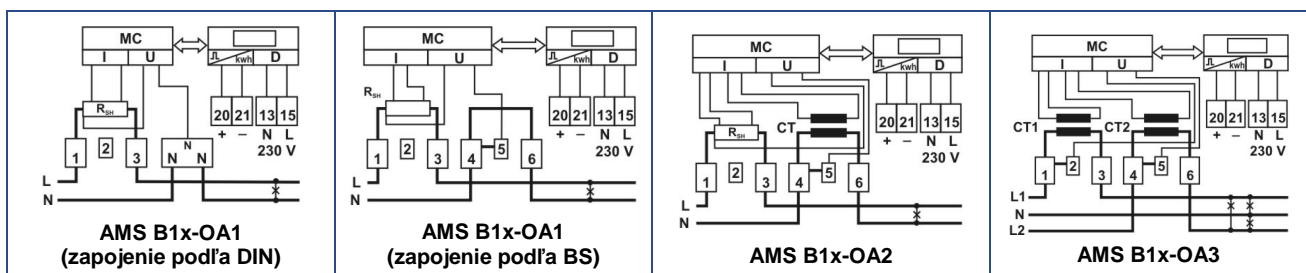 MC
I U
kwh D
R_SH
20 21 13 15
+ – N L
230 V
1 2 3 N N N
L
N
AMS B1x-OA1
(zapojenie podľa DIN)
MC
I U
kwh D
R_SH
20 21 13 15
+ – N L
230 V
1 2 3 4 5 6
L
N
AMS B1x-OA1
(zapojenie podľa BS)
MC
I U
kwh D
R_SH CT
20 21 13 15
+ – N L
230 V
1 2 3 4 5 6
L
N
AMS B1x-OA2
MC
I U
kwh D
20 21 13 15
+ – N L
230 V
CT1 CT2
1 2 3 4 5 6
L1
N
L2
AMS B1x-OA3